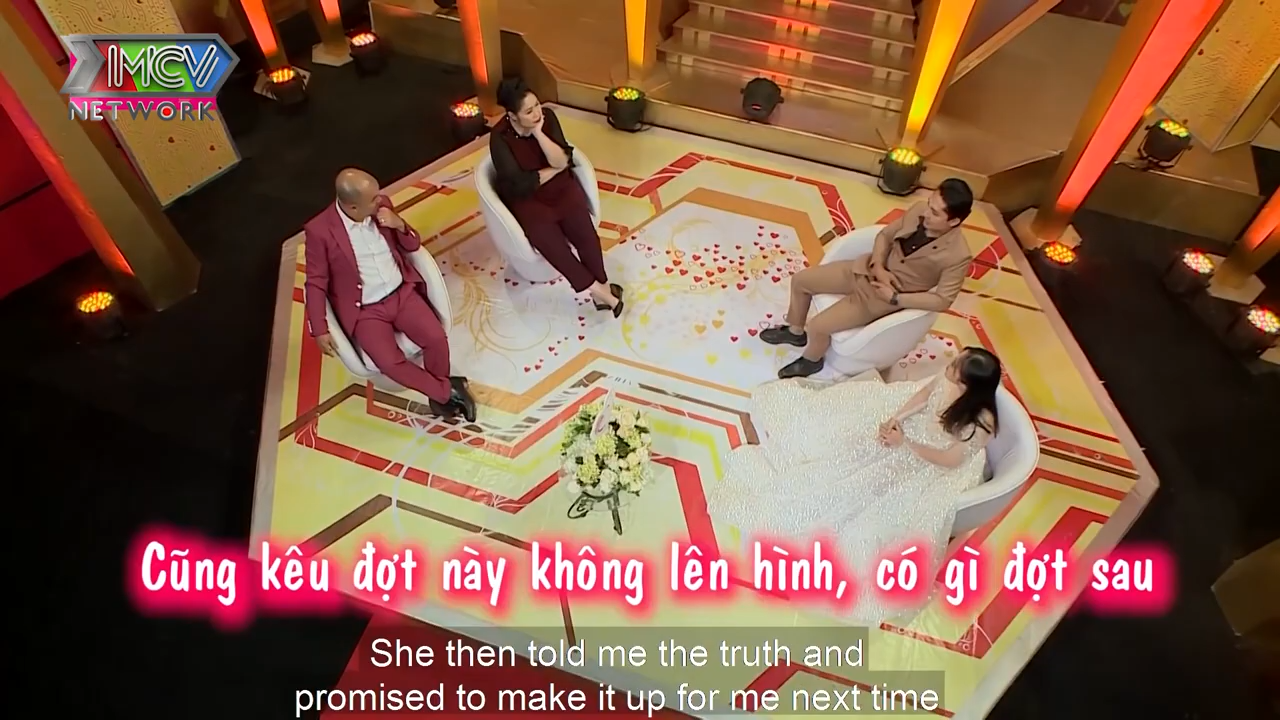 MCV
NETWORK
Cũng kêu đợt này không lên hình, có gì đợt sau
She then told me the truth and
promised to make it up for me next time